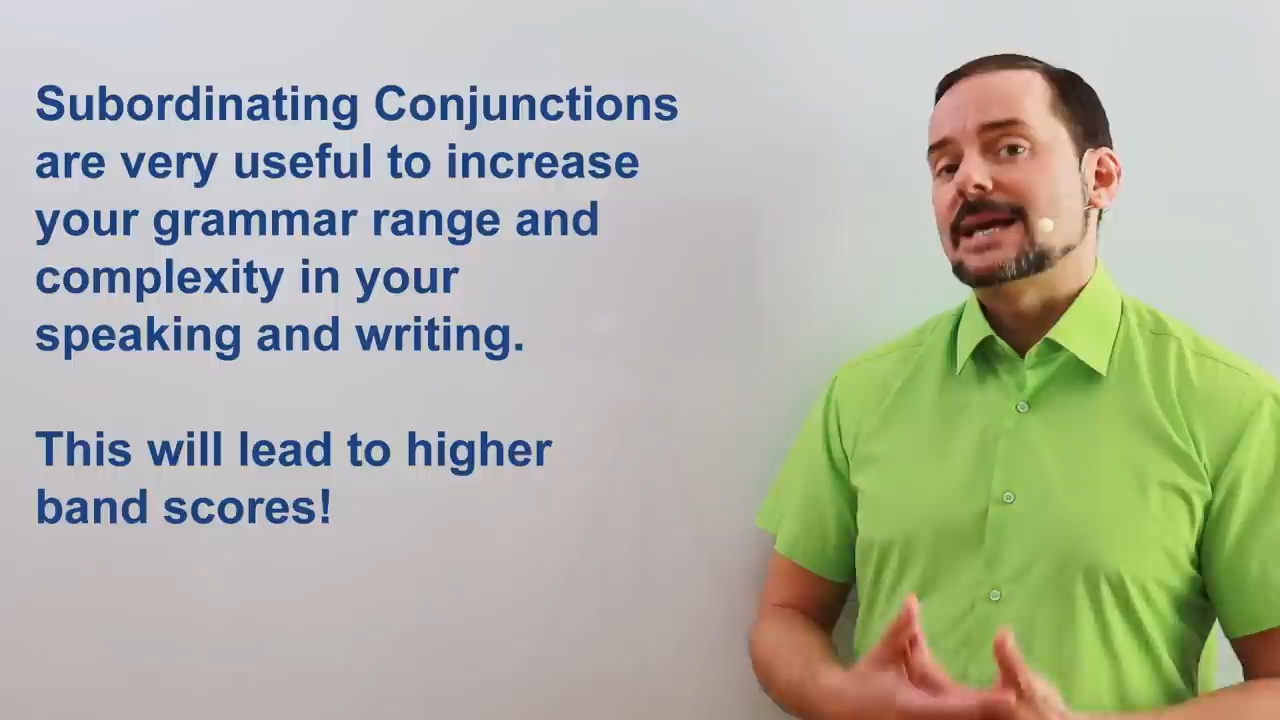 Subordinating Conjunctions
are very useful to increase
your grammar range and
complexity in your
speaking and writing.
This will lead to higher
band scores!